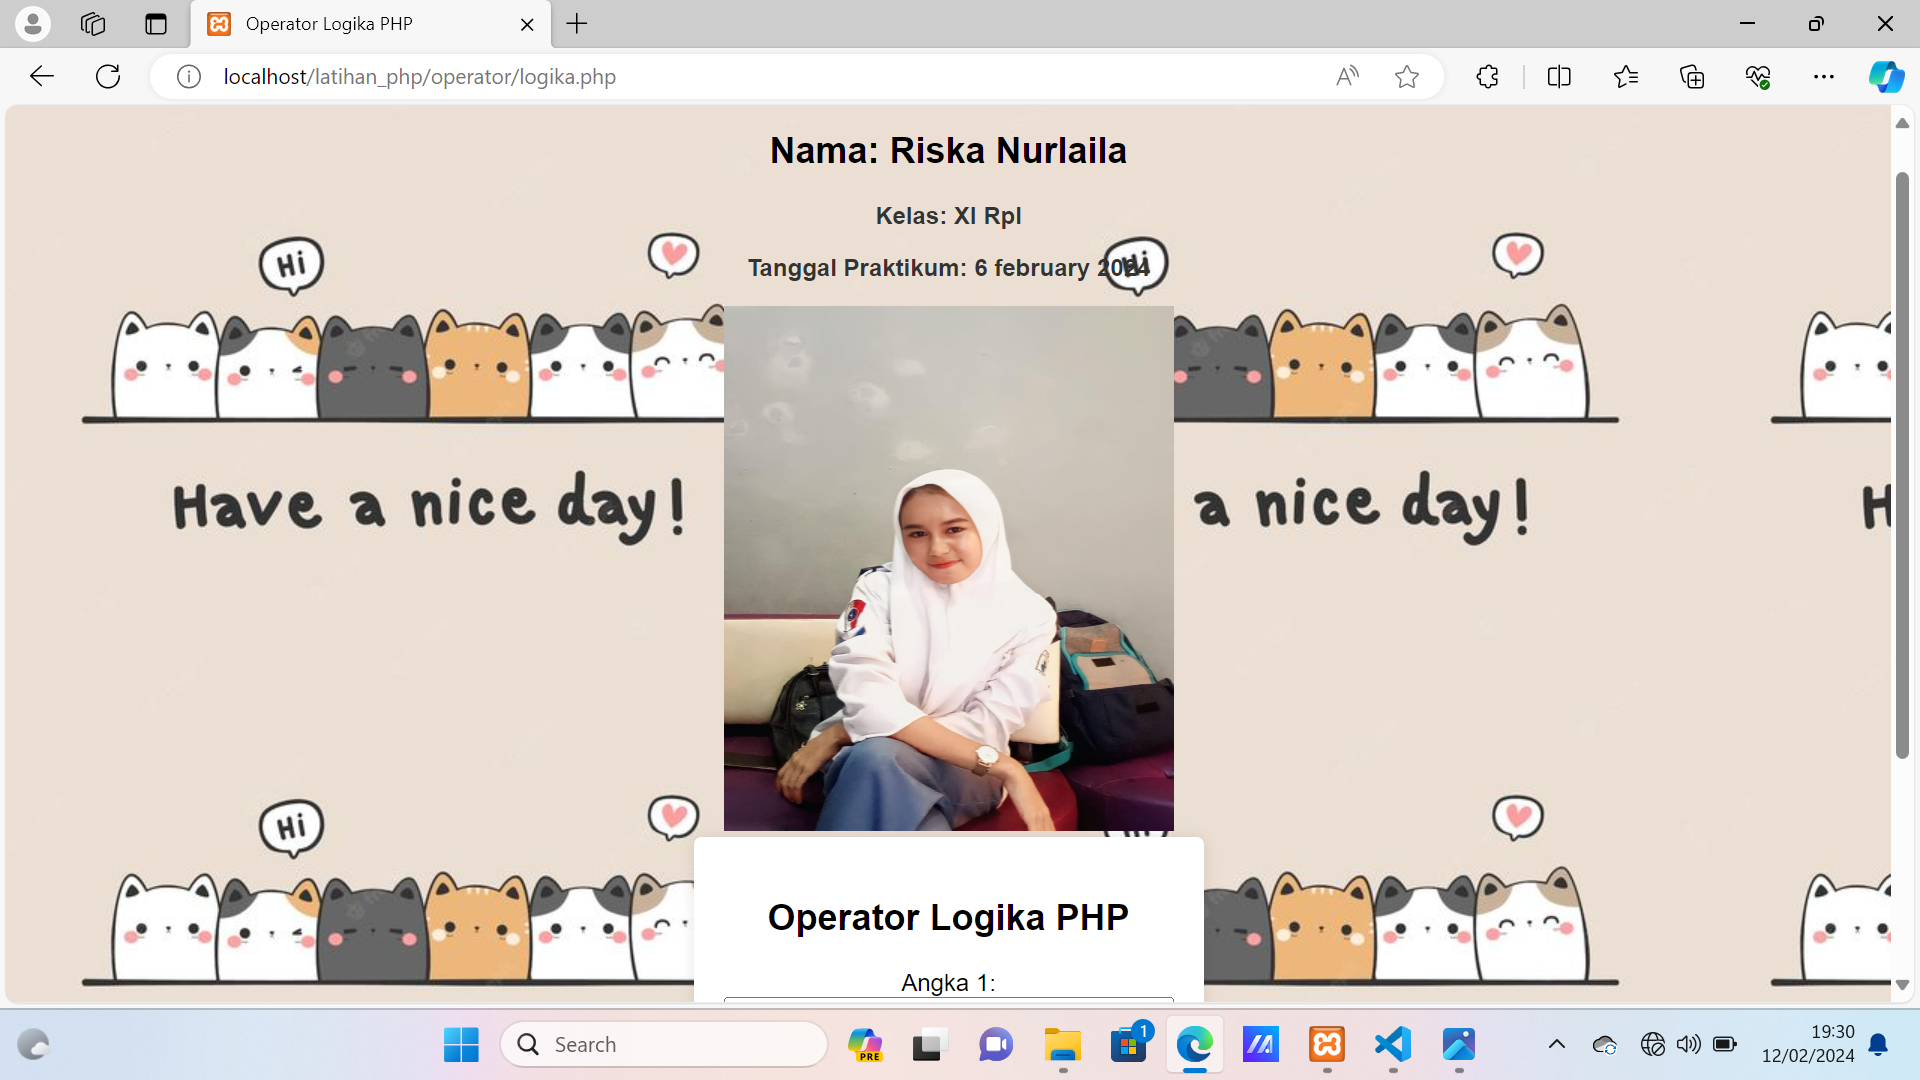 Operator Logika PHP
localhost/latihan_php/operator/logika.php
Nama: Riska Nurlaila
Kelas: XI Rpl
Tanggal Praktikum: 6 february 2024
Hi
Hi
Have a nice day!
a nice day!
H
Hi
Operator Logika PHP
Angka 1:
Search
PRE
1
19:30
12/02/2024